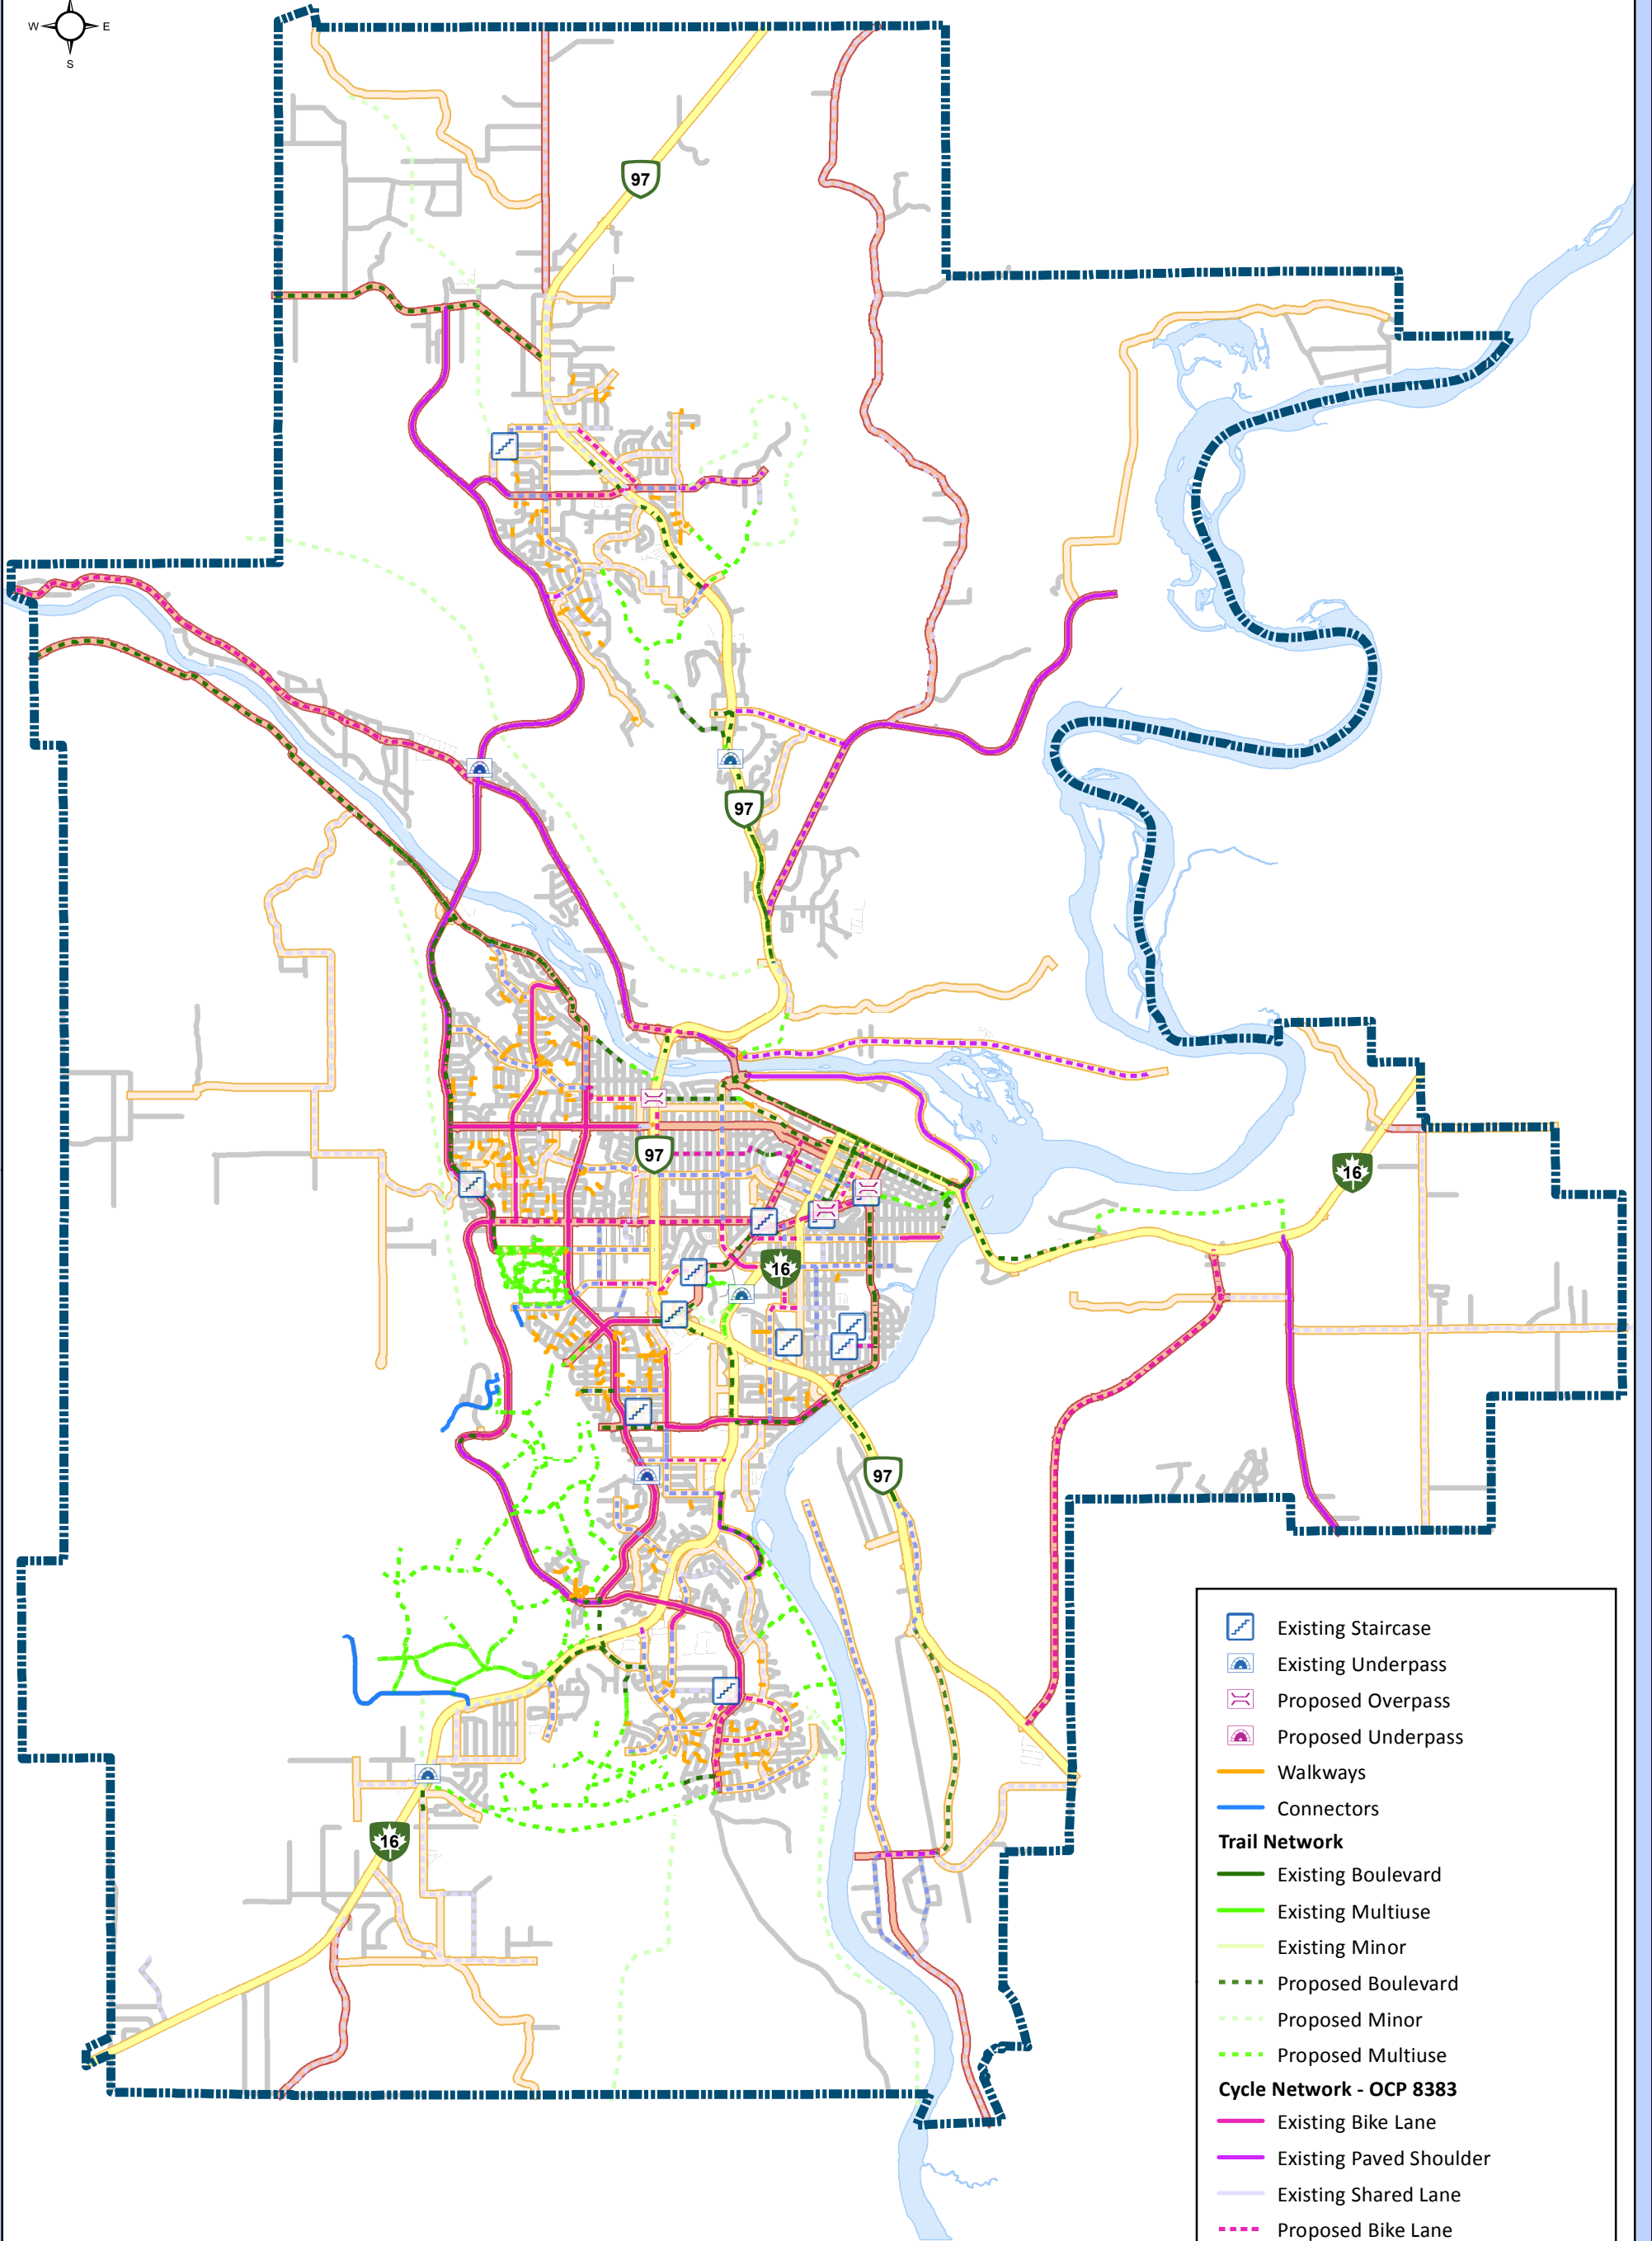 W E
S
97
97
97
16
16
97
16
Existing Staircase
Existing Underpass
Proposed Overpass
Proposed Underpass
Walkways
Connectors
Trail Network
Existing Boulevard
Existing Multiuse
Existing Minor
Proposed Boulevard
Proposed Minor
Proposed Multiuse
Cycle Network - OCP 8383
Existing Bike Lane
Existing Paved Shoulder
Existing Shared Lane
Proposed Bike Lane